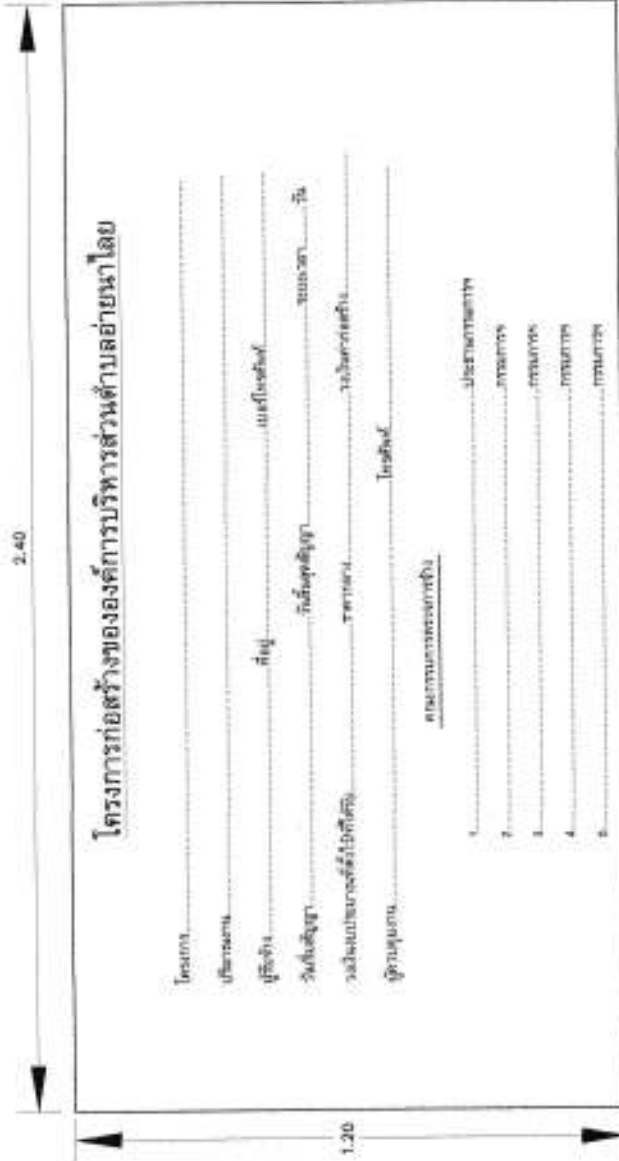 2.40
1.20
โครงการก่อสร้างขององค์การบริหารส่วนตำบลอ่ายนาไลย
โครงการ
ปริมาณงาน
ผู้รับจ้าง ที่อยู่ เบอร์โทรศัพท์
วันเริ่มสัญญา วันสิ้นสุดสัญญา ระยะเวลา วัน
วงเงินงบประมาณที่ตั้งไว้ ราคากลาง วงเงินค่าก่อสร้าง
ผู้ควบคุมงาน โทรศัพท์
คณะกรรมการตรวจการจ้าง
1. ประธานกรรมการฯ
2. กรรมการฯ
3. กรรมการฯ
4. กรรมการฯ
5. กรรมการฯ